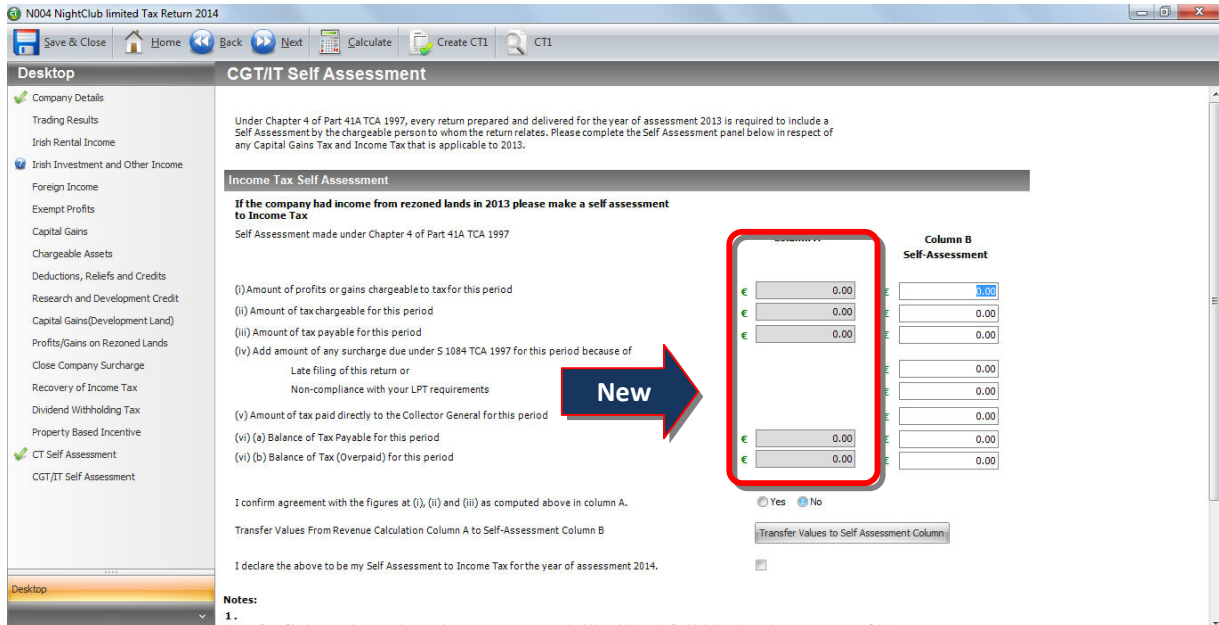 N004 NightClub limited Tax Return 2014
Save & Close Home Back Next Calculate Create CT1 CT1
Desktop
CGT/IT Self Assessment
Company Details
Trading Results
Irish Rental Income
Irish Investment and Other Income
Foreign Income
Exempt Profits
Capital Gains
Chargeable Assets
Deductions, Reliefs and Credits
Research and Development Credit
Capital Gains(Development Land)
Profits/Gains on Rezoned Lands
Close Company Surcharge
Recovery of Income Tax
Dividend Withholding Tax
Property Based Incentive
CT Self Assessment
CGT/IT Self Assessment
Desktop
Under Chapter 4 of Part 41A TCA 1997, every return prepared and delivered for the year of assessment 2013 is required to include a
Self Assessment by the chargeable person to whom the return relates. Please complete the Self Assessment panel below in respect of
any Capital Gains Tax and Income Tax that is applicable to 2013.
Income Tax Self Assessment
If the company had income from rezoned lands in 2013 please make a self assessment
to Income Tax
Self Assessment made under Chapter 4 of Part 41A TCA 1997
Column B
Self-Assessment
(i) Amount of profits or gains chargeable to tax for this period € 0.00 € 0.00
(ii) Amount of tax chargeable for this period € 0.00 € 0.00
(iii) Amount of tax payable for this period € 0.00 € 0.00
(iv) Add amount of any surcharge due under S 1084 TCA 1997 for this period because of
Late filing of this return or € 0.00
Non-compliance with your LPT requirements € 0.00
New
(v) Amount of tax paid directly to the Collector General for this period € 0.00
(vi) (a) Balance of Tax Payable for this period € 0.00 € 0.00
(vi) (b) Balance of Tax (Overpaid) for this period € 0.00 € 0.00
I confirm agreement with the figures at (i), (ii) and (iii) as computed above in column A. Yes No
Transfer Values From Revenue Calculation Column A to Self-Assessment Column B Transfer Values to Self Assessment Column
I declare the above to be my Self Assessment to Income Tax for the year of assessment 2014.
Notes:
1 .